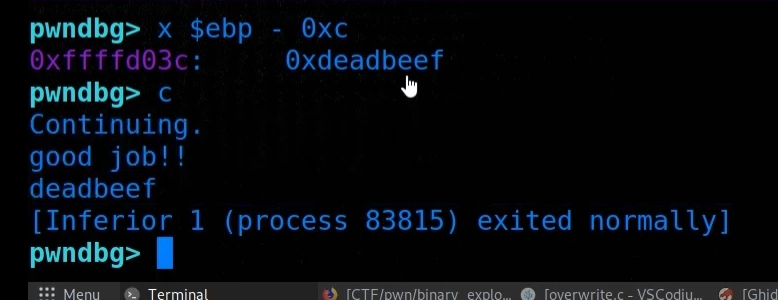 pwndbg> x $ebp - 0xc
0xffffd03c:     0xdeadbeef
pwndbg> c
Continuing.
good job!!
deadbeef
[Inferior 1 (process 83815) exited normally]
pwndbg>
Menu Terminal [CTF/pwn/binary_explo... [overwrite.c - VSCodiu... [Ghid